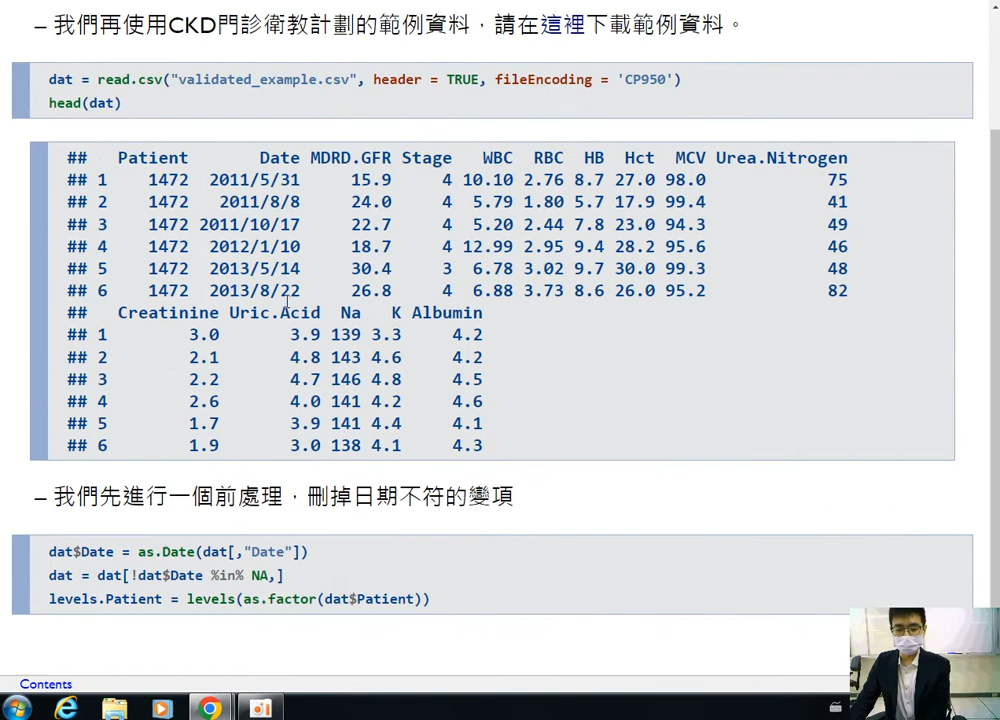 – 我們再使用CKD門診衛教計劃的範例資料，請在這裡下載範例資料。
dat = read.csv("validated_example.csv", header = TRUE, fileEncoding = 'CP950')
head(dat)
##   Patient       Date MDRD.GFR Stage   WBC  RBC  HB  Hct  MCV Urea.Nitrogen
## 1    1472  2011/5/31     15.9     4 10.10 2.76 8.7 27.0 98.0            75
## 2    1472   2011/8/8     24.0     4  5.79 1.80 5.7 17.9 99.4            41
## 3    1472 2011/10/17     22.7     4  5.20 2.44 7.8 23.0 94.3            49
## 4    1472  2012/1/10     18.7     4 12.99 2.95 9.4 28.2 95.6            46
## 5    1472  2013/5/14     30.4     3  6.78 3.02 9.7 30.0 99.3            48
## 6    1472  2013/8/22     26.8     4  6.88 3.73 8.6 26.0 95.2            82
##   Creatinine Uric.Acid  Na   K Albumin
## 1        3.0       3.9 139 3.3     4.2
## 2        2.1       4.8 143 4.6     4.2
## 3        2.2       4.7 146 4.8     4.5
## 4        2.6       4.0 141 4.2     4.6
## 5        1.7       3.9 141 4.4     4.1
## 6        1.9       3.0 138 4.1     4.3
– 我們先進行一個前處理，刪掉日期不符的變項
dat$Date = as.Date(dat[,"Date"])
dat = dat[!dat$Date %in% NA,]
levels.Patient = levels(as.factor(dat$Patient))
Contents